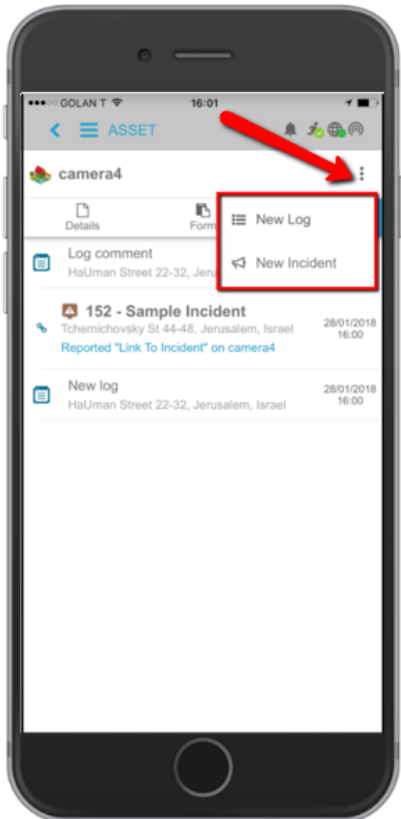 GOLAN T 16:01
ASSET
camera4
Details Form
New Log
New Incident
Log comment
HaUman Street 22-32, Jeru
152 - Sample Incident
Tchernichovsky St 44-48, Jerusalem, Israel
28/01/2018
16:00
Reported "Link To Incident" on camera4
New log
HaUman Street 22-32, Jerusalem, Israel
28/01/2018
16:00